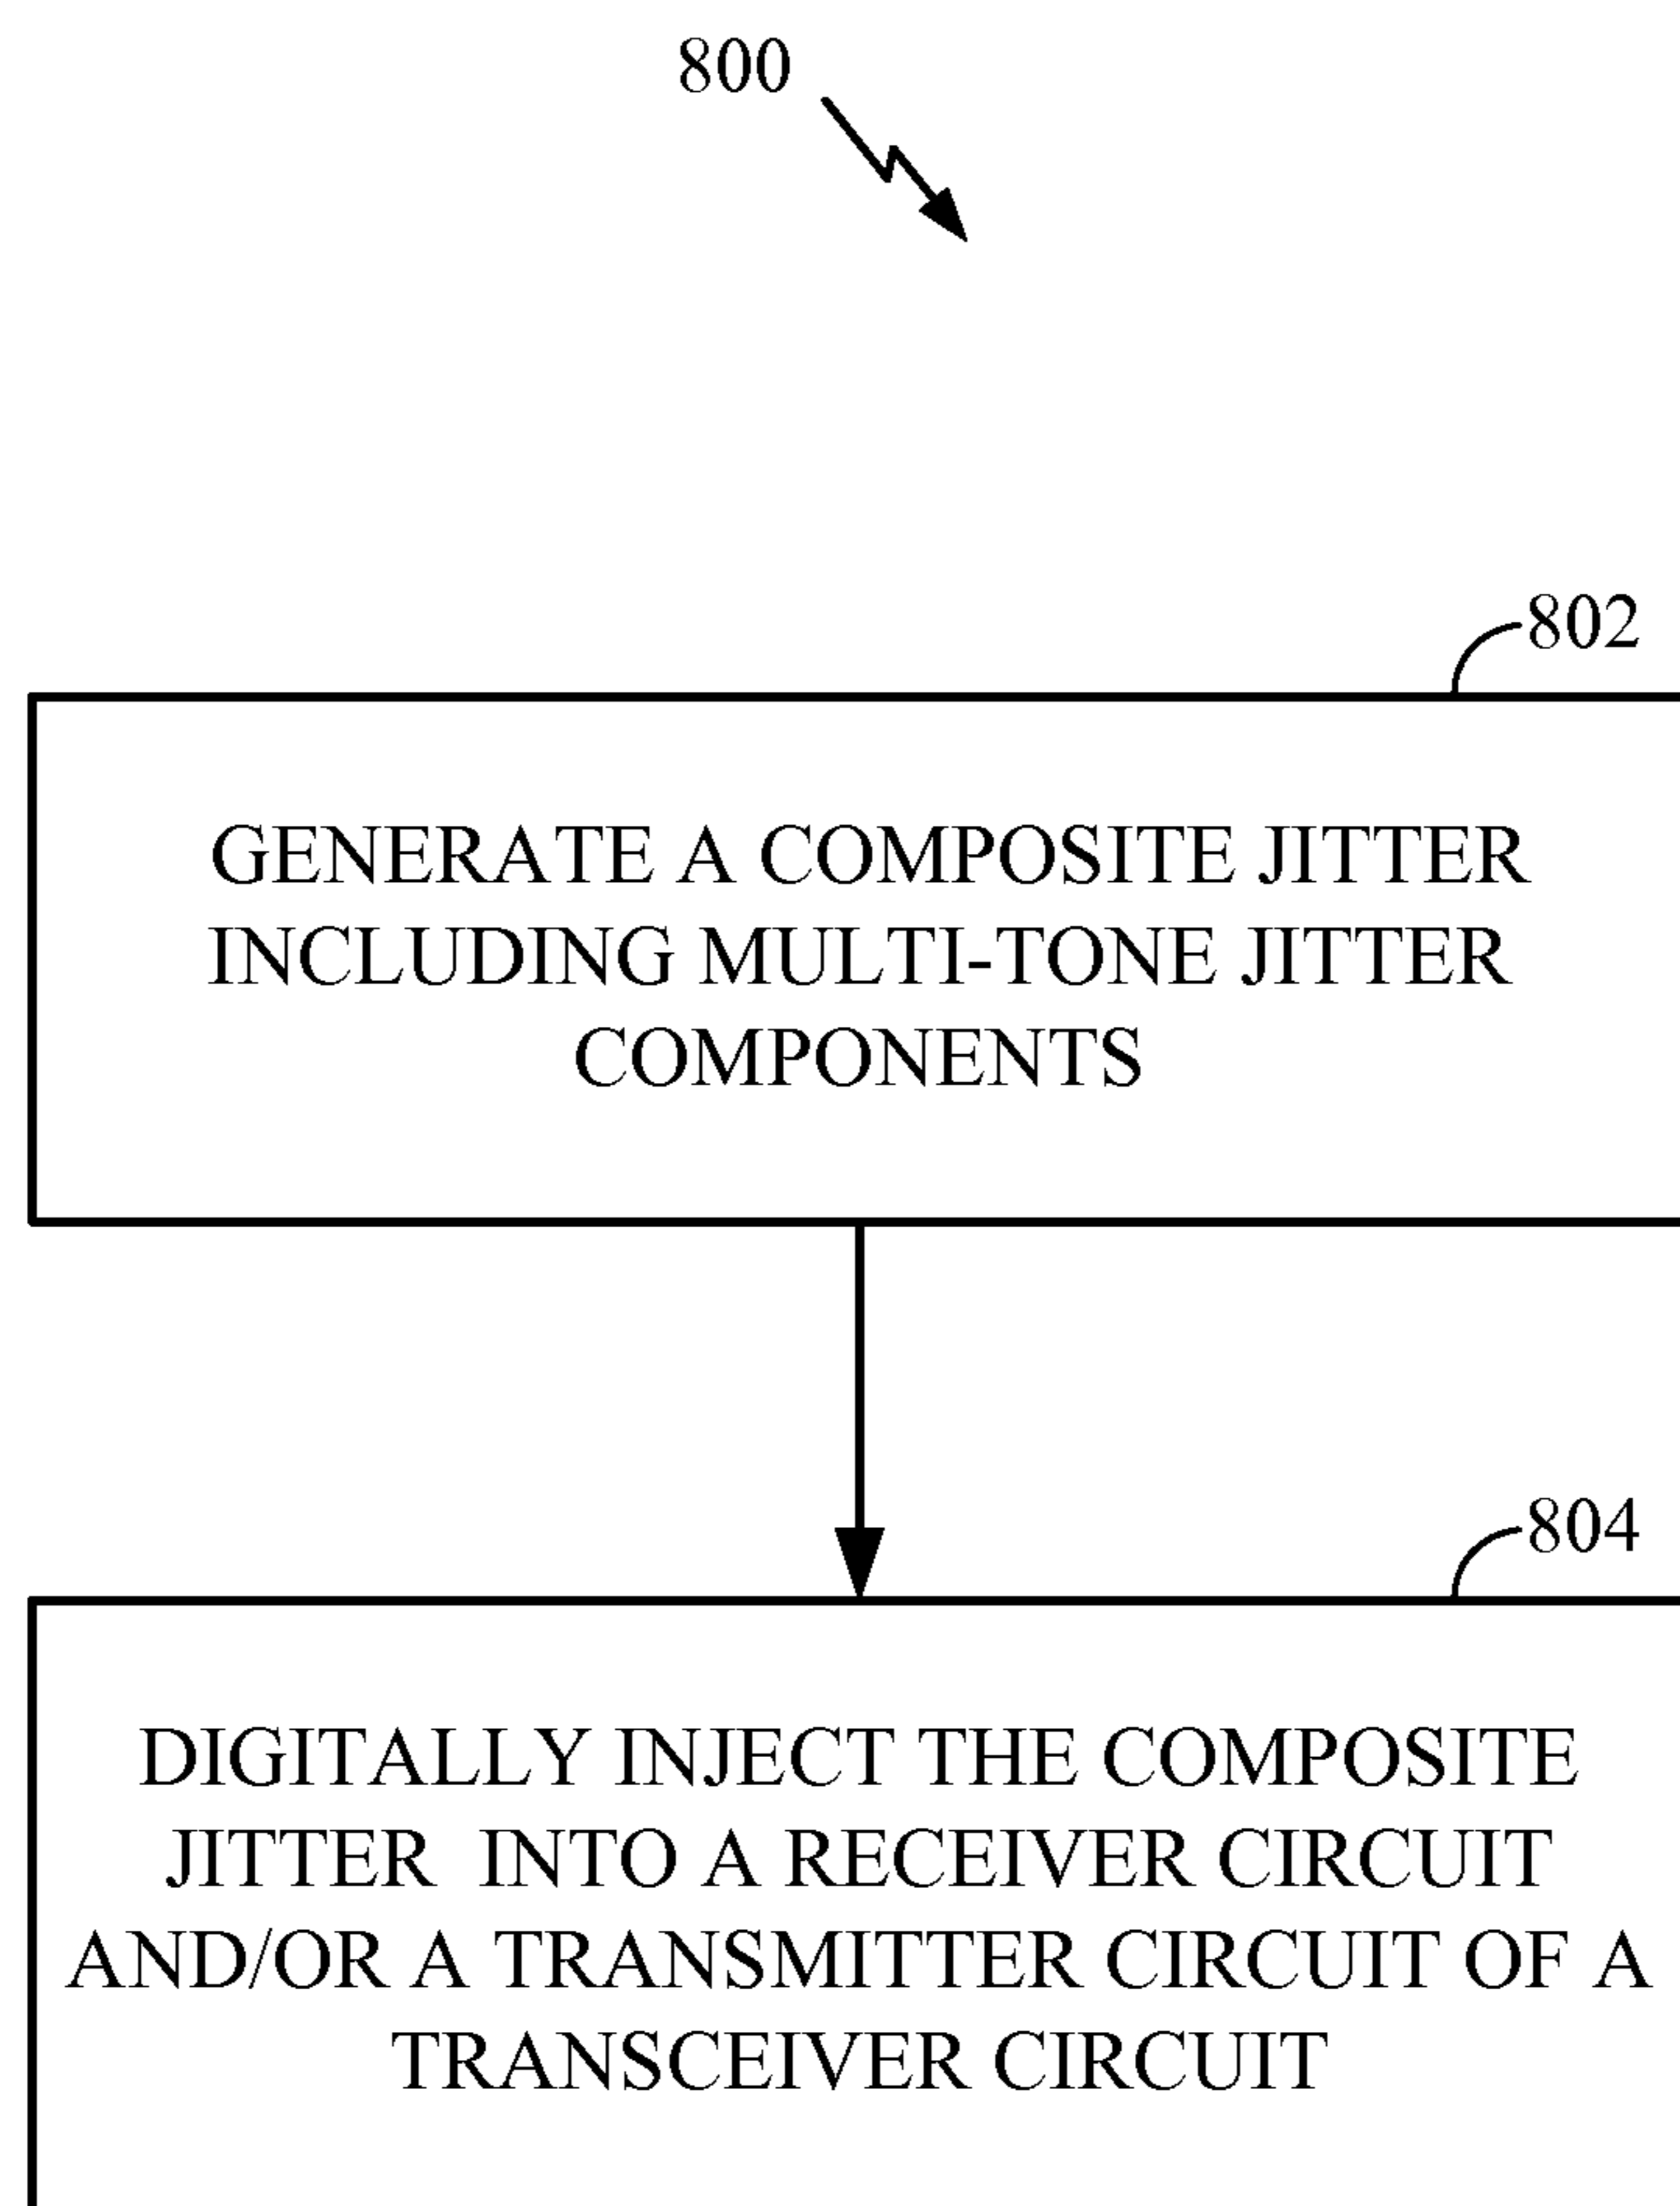 800
802
GENERATE A COMPOSITE JITTER
INCLUDING MULTI-TONE JITTER
COMPONENTS
804
DIGITALLY INJECT THE COMPOSITE
JITTER INTO A RECEIVER CIRCUIT
AND/OR A TRANSMITTER CIRCUIT OF A
TRANSCEIVER CIRCUIT